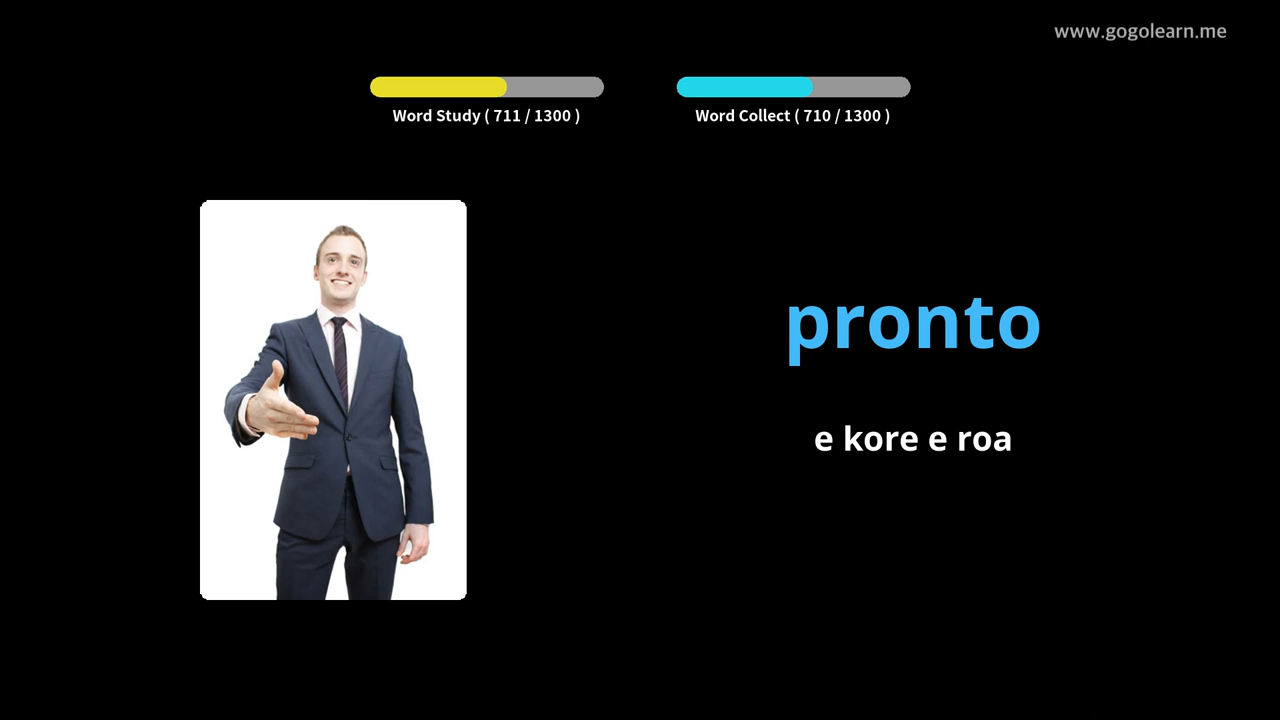 www.gogolearn.me
Word Study ( 711 / 1300 )
Word Collect ( 710 / 1300 )
pronto
e kore e roa